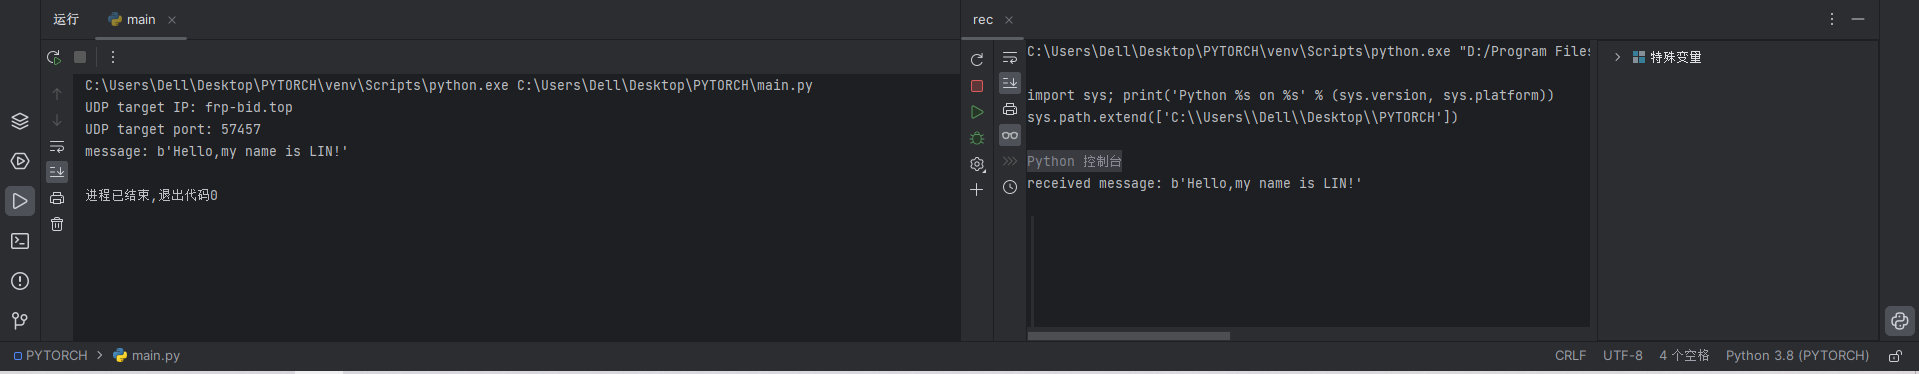 运行 main
C:\Users\Dell\Desktop\PYTORCH\venv\Scripts\python.exe C:\Users\Dell\Desktop\PYTORCH\main.py
UDP target IP: frp-bid.top
UDP target port: 57457
message: b'Hello,my name is LIN!'
进程已结束,退出代码0
rec
C:\Users\Dell\Desktop\PYTORCH\venv\Scripts\python.exe "D:/Program Files
import sys; print('Python %s on %s' % (sys.version, sys.platform))
sys.path.extend(['C:\\Users\\Dell\\Desktop\\PYTORCH'])
Python 控制台
received message: b'Hello,my name is LIN!'
特殊变量
PYTORCH > main.py
CRLF UTF-8 4 个空格 Python 3.8 (PYTORCH)